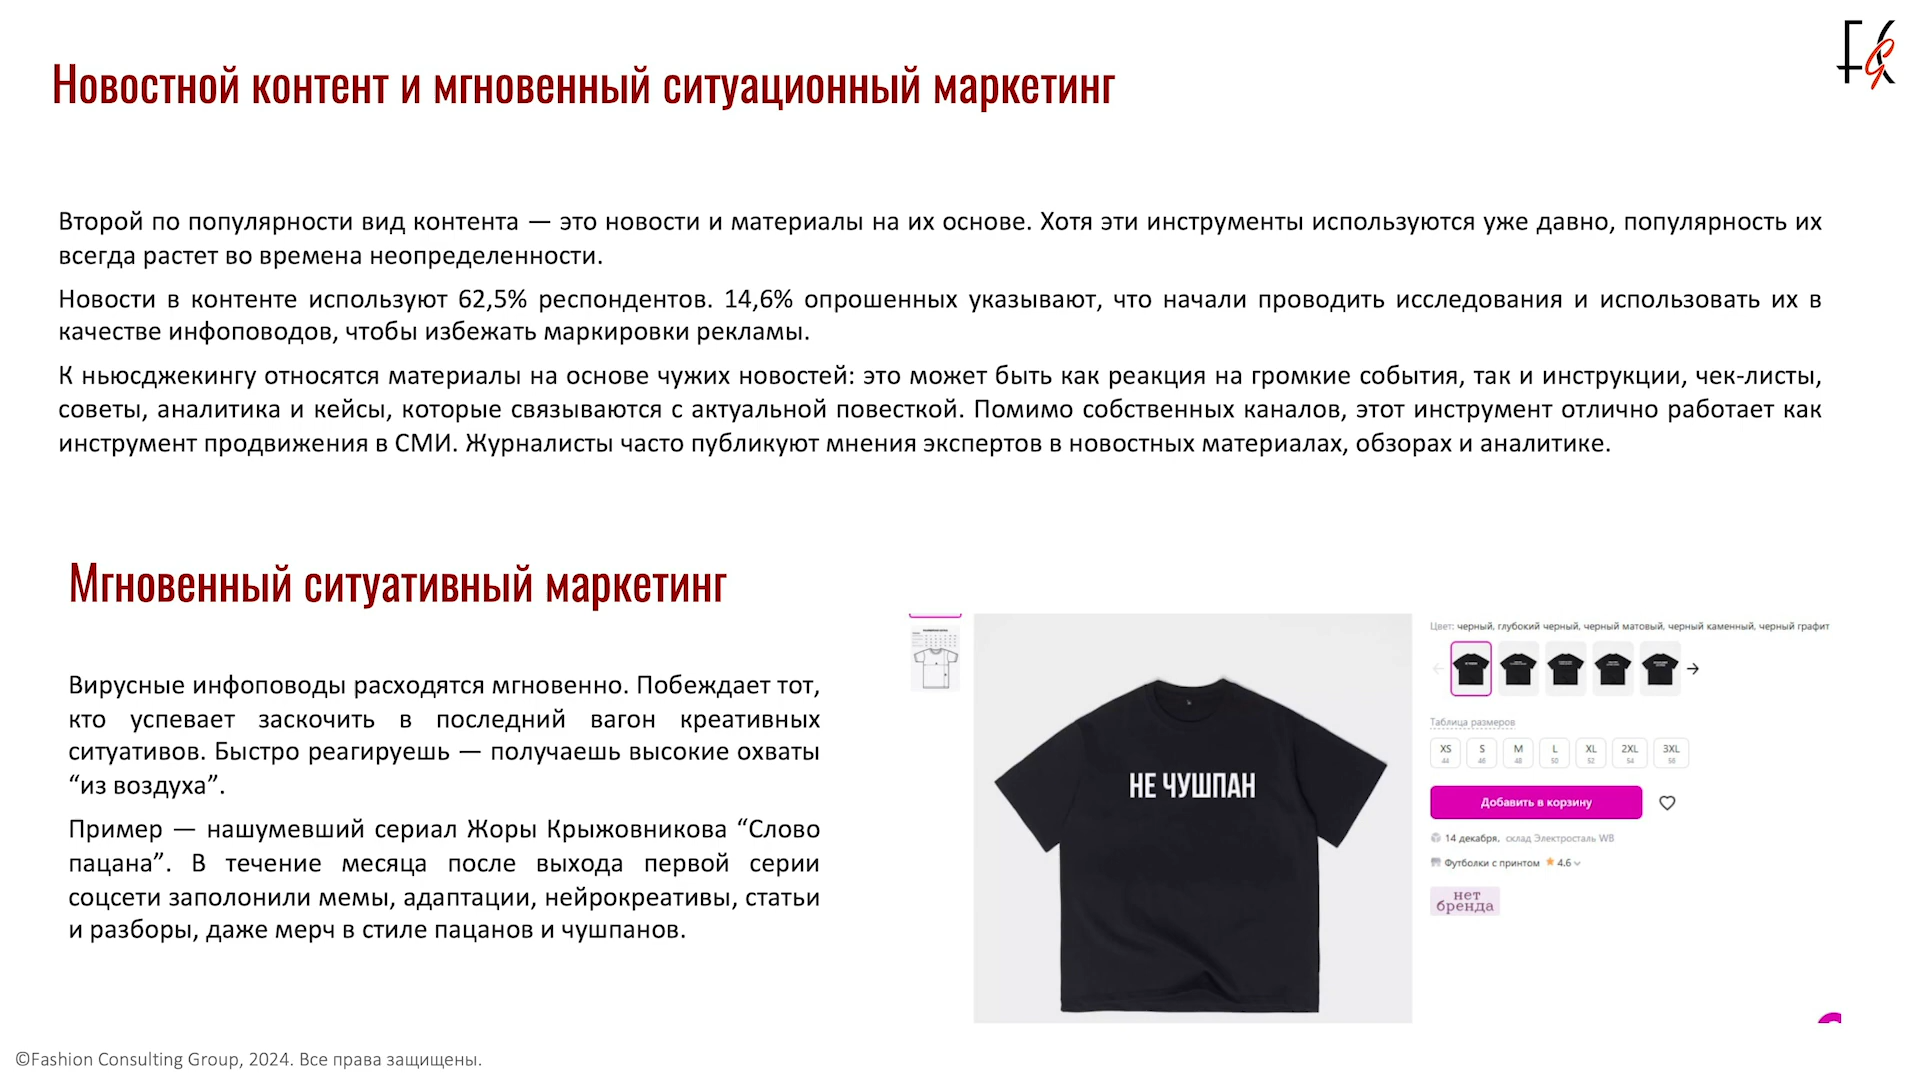 FCG
Новостной контент и мгновенный ситуационный маркетинг
Второй по популярности вид контента — это новости и материалы на их основе. Хотя эти инструменты используются уже давно, популярность их
всегда растет во времена неопределенности.
Новости в контенте используют 62,5% респондентов. 14,6% опрошенных указывают, что начали проводить исследования и использовать их в
качестве инфоповодов, чтобы избежать маркировки рекламы.
К ньюсджекингу относятся материалы на основе чужих новостей: это может быть как реакция на громкие события, так и инструкции, чек-листы,
советы, аналитика и кейсы, которые связываются с актуальной повесткой. Помимо собственных каналов, этот инструмент отлично работает как
инструмент продвижения в СМИ. Журналисты часто публикуют мнения экспертов в новостных материалах, обзорах и аналитике.
Мгновенный ситуативный маркетинг
Вирусные инфоповоды расходятся мгновенно. Побеждает тот,
кто успевает заскочить в последний вагон креативных
ситуативов. Быстро реагируешь — получаешь высокие охваты
“из воздуха”.
Пример — нашумевший сериал Жоры Крыжовникова “Слово
пацана”. В течение месяца после выхода первой серии
соцсети заполонили мемы, адаптации, нейрокреативы, статьи
и разборы, даже мерч в стиле пацанов и чушпанов.
НЕ ЧУШПАН
Цвет: черный, глубокий черный, черный матовый, черный каменный, черный графит
Таблица размеров
XS S M L XL 2XL 3XL
44 46 48 50 52 54 56
Добавить в корзину
14 декабря, склад Электросталь WB
Футболки с принтом 4.6
нет
бренда
©Fashion Consulting Group, 2024. Все права защищены.